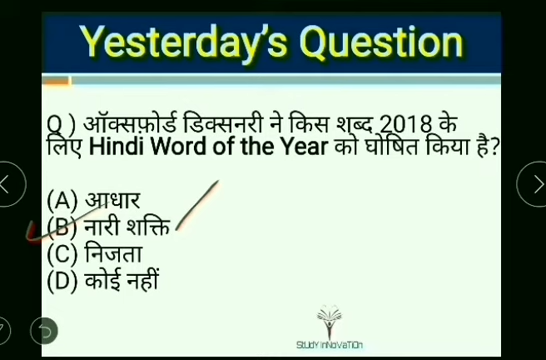 Yesterday's Question
Q ) ऑक्सफ़ोर्ड डिक्सनरी ने किस शब्द 2018 के
लिए Hindi Word of the Year को घोषित किया है?
(A) आधार
(B) नारी शक्ति
(C) निजता
(D) कोई नहीं
StuDY InNoVaTiOn